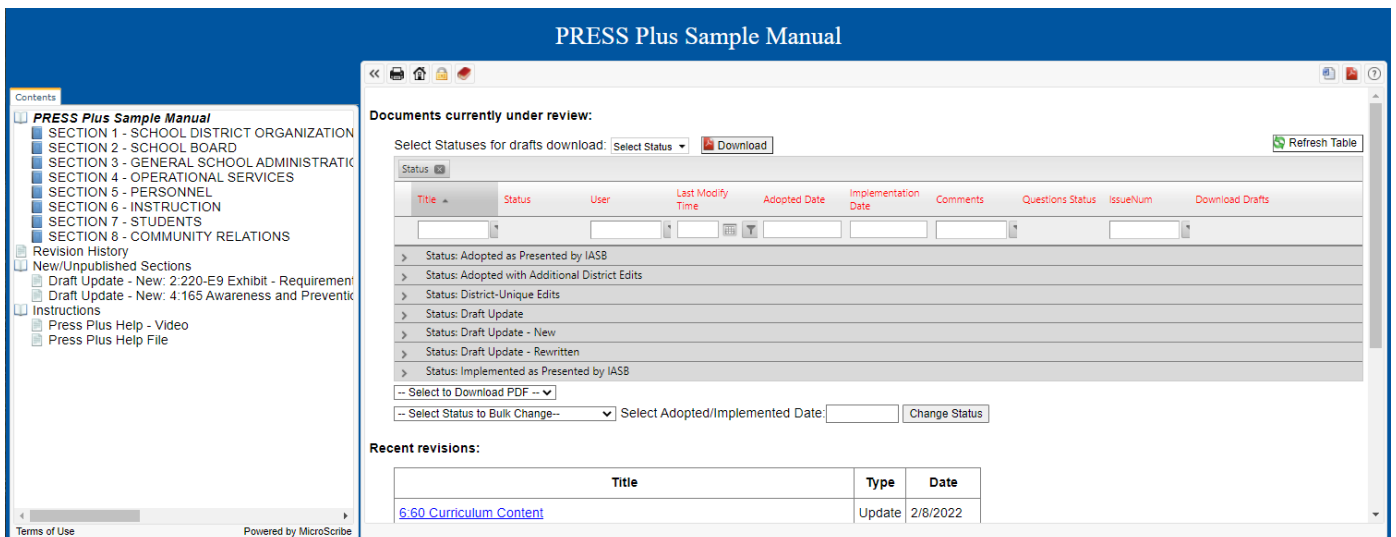 PRESS Plus Sample Manual
Contents
PRESS Plus Sample Manual
SECTION 1 - SCHOOL DISTRICT ORGANIZATION
SECTION 2 - SCHOOL BOARD
SECTION 3 - GENERAL SCHOOL ADMINISTRATIC
SECTION 4 - OPERATIONAL SERVICES
SECTION 5 - PERSONNEL
SECTION 6 - INSTRUCTION
SECTION 7 - STUDENTS
SECTION 8 - COMMUNITY RELATIONS
Revision History
New/Unpublished Sections
Draft Update - New: 2:220-E9 Exhibit - Requirement
Draft Update - New: 4:165 Awareness and Preventic
Instructions
Press Plus Help - Video
Press Plus Help File
Terms of Use Powered by MicroScribe
Documents currently under review:
Select Statuses for drafts download: Select Status Download Refresh Table
Status
Title Status User Last Modify Time Adopted Date Implementation Date Comments Questions Status IssueNum Download Drafts
Status: Adopted as Presented by IASB
Status: Adopted with Additional District Edits
Status: District-Unique Edits
Status: Draft Update
Status: Draft Update - New
Status: Draft Update - Rewritten
Status: Implemented as Presented by IASB
-- Select to Download PDF --
-- Select Status to Bulk Change-- Select Adopted/Implemented Date: Change Status
Recent revisions:
Title Type Date
6:60 Curriculum Content Update 2/8/2022